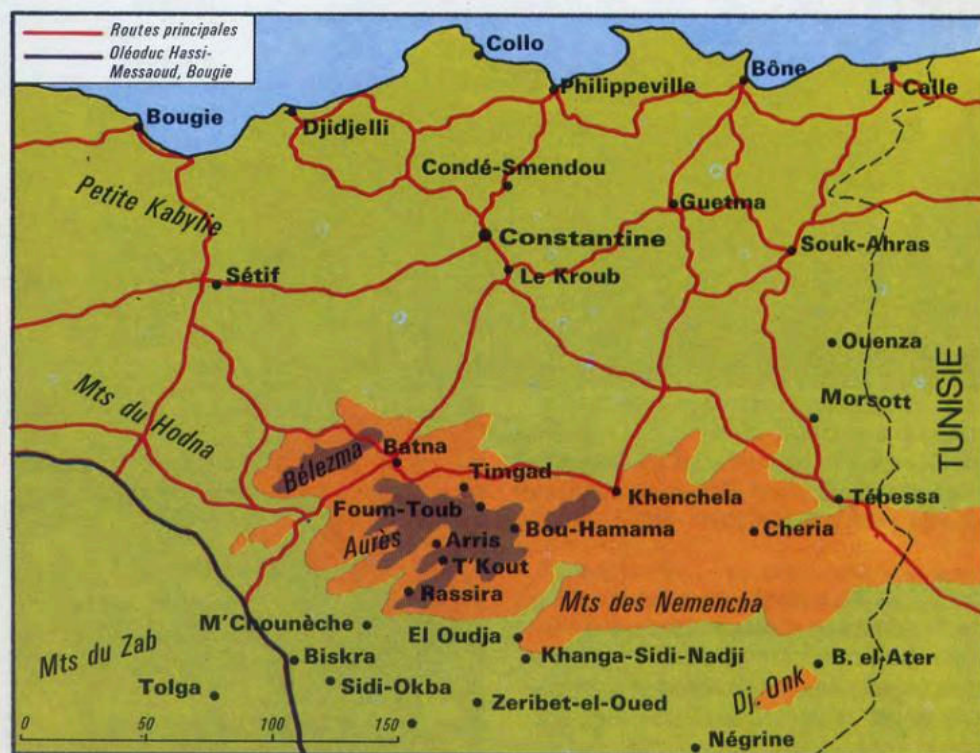 Routes principales
Oléoduc Hassi-
Messaoud, Bougie
Collo
Bône
La Calle
Philippeville
Bougie
Djidjelli
Condé-Smendou
Petite Kabylie
Guetma
Constantine
Souk-Ahras
Le Kroub
Sétif
Ouenza
TUNISIE
Mts du Hodna
Morsott
Batna
Bélezma
Timgad
Khenchela
Tébessa
Foum-Toub
Bou-Hamama
Cheria
Aurès
Arris
T'Kout
Rassira
Mts des Nemencha
M'Chounèche
El Oudja
Mts du Zab
Biskra
Khanga-Sidi-Nadji
B. el-Ater
Tolga
Sidi-Okba
Dj. Onk
Zeribet-el-Oued
0 50 100 150
Négrine